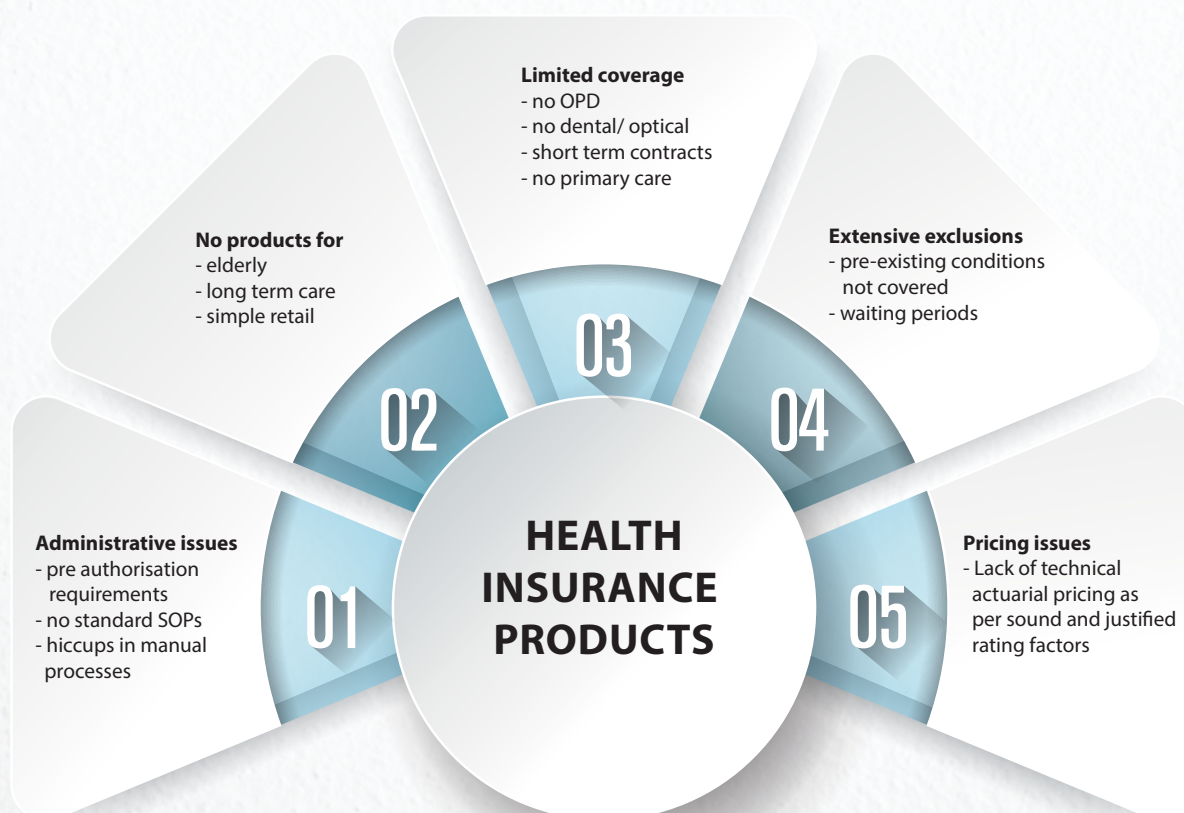 HEALTH
INSURANCE
PRODUCTS
01
Administrative issues
- pre authorisation
requirements
- no standard SOPs
- hiccups in manual
processes
02
No products for
- elderly
- long term care
- simple retail
03
Limited coverage
- no OPD
- no dental/ optical
- short term contracts
- no primary care
04
Extensive exclusions
- pre-existing conditions
not covered
- waiting periods
05
Pricing issues
- Lack of technical
actuarial pricing as
per sound and justified
rating factors